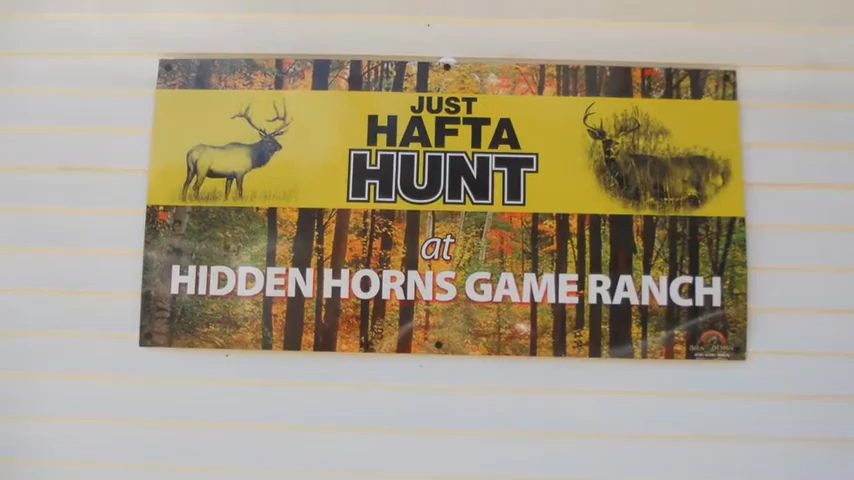 JUST
HAFTA
HUNT
at
HIDDEN HORNS GAME RANCH